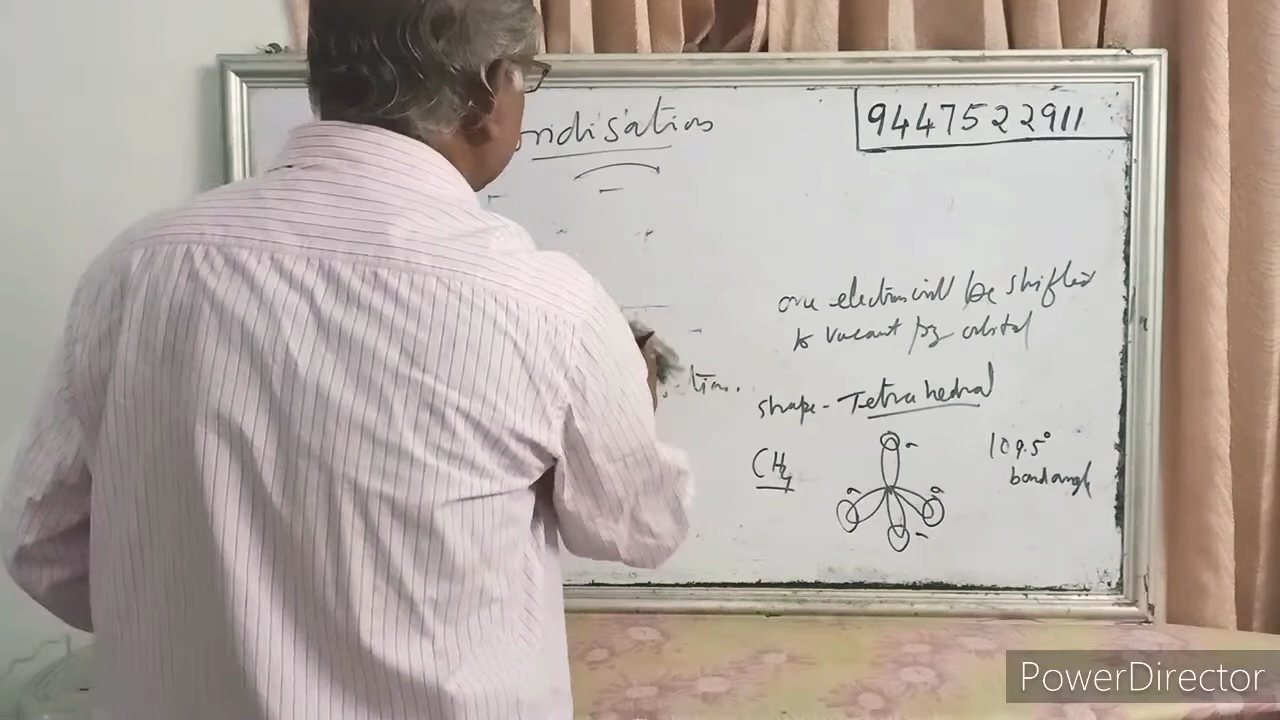 ridisation
9447522911
one electron will be shifted
to vacant pz orbital
tion.
shape - Tetrahedral
CH4
109.5°
bond angle
PowerDirector